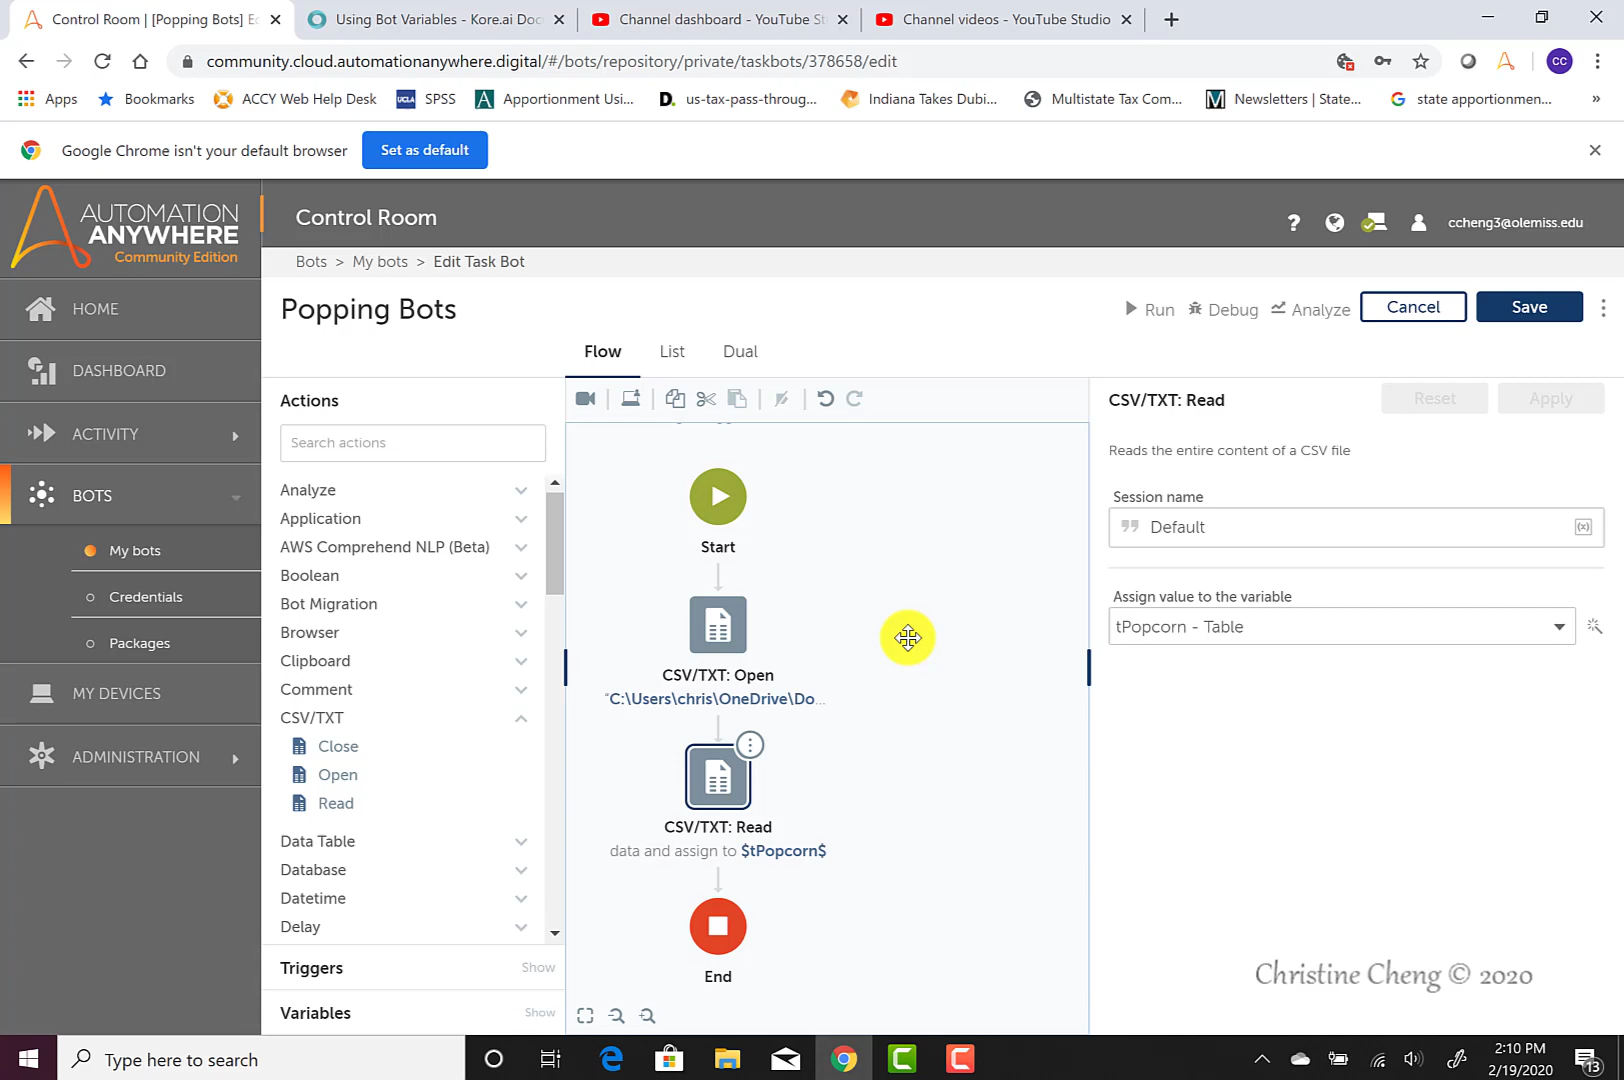 Control Room | [Popping Bots] E
Using Bot Variables - Kore.ai Doc
Channel dashboard - YouTube St
Channel videos - YouTube Studio
community.cloud.automationanywhere.digital/#/bots/repository/private/taskbots/378658/edit
CC
Apps
Bookmarks
ACCY Web Help Desk
UCLA
SPSS
Apportionment Usi...
us-tax-pass-throug...
Indiana Takes Dubi...
Multistate Tax Com...
Newsletters | State...
state apportionmen...
»
Google Chrome isn't your default browser
Set as default
AUTOMATION
ANYWHERE
Community Edition
Control Room
ccheng3@olemiss.edu
Bots > My bots > Edit Task Bot
HOME
DASHBOARD
ACTIVITY
BOTS
My bots
Credentials
Packages
MY DEVICES
ADMINISTRATION
Popping Bots
Run
Debug
Analyze
Cancel
Save
Flow
List
Dual
Actions
Search actions
Analyze
Application
AWS Comprehend NLP (Beta)
Boolean
Bot Migration
Browser
Clipboard
Comment
CSV/TXT
Close
Open
Read
Data Table
Database
Datetime
Delay
Triggers
Show
Variables
Show
Start
CSV/TXT: Open
"C:\Users\chris\OneDrive\Do...
CSV/TXT: Read
data and assign to $tPopcorn$
End
CSV/TXT: Read
Reset
Apply
Reads the entire content of a CSV file
Session name
Default
(x)
Assign value to the variable
tPopcorn - Table
Christine Cheng © 2020
Type here to search
2:10 PM
2/19/2020
13